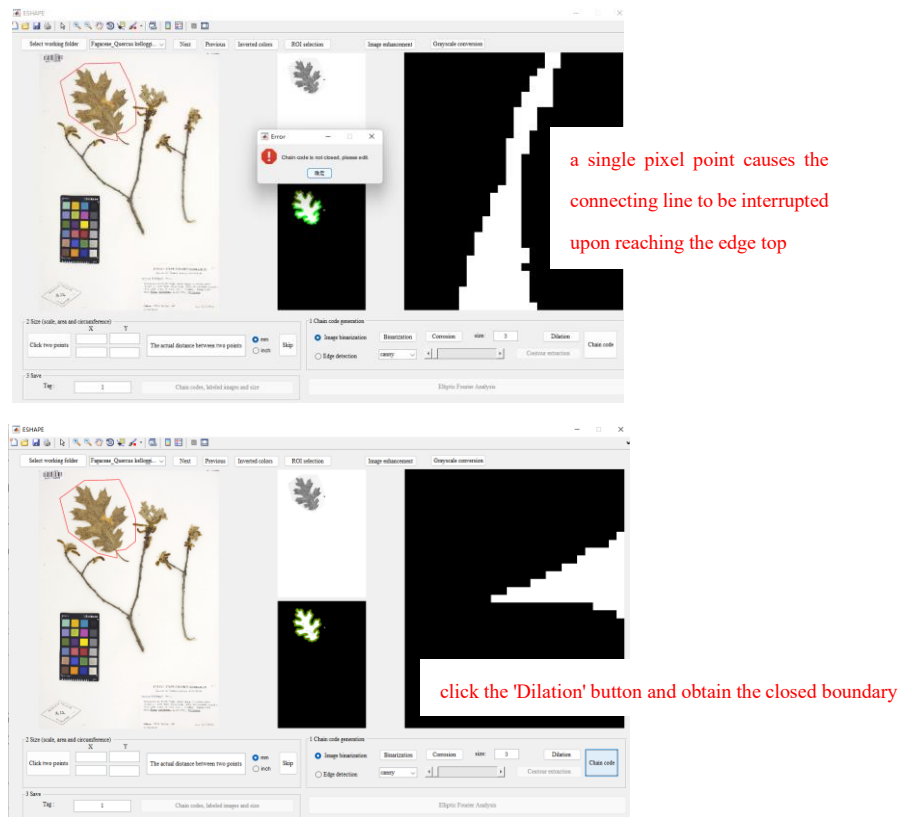 ESHAPE
Select working folder Fagaceae_Quercus kelloggi... Next Previous Inverted colors ROI selection Image enhancement Grayscale conversion
Error
Chain code is not closed, please edit.
确定
a single pixel point causes the
connecting line to be interrupted
upon reaching the edge top
2 Size (scale, area and circumference)
X Y
Click two points The actual distance between two points mm inch Skip
1 Chain code generation
Image binarization Binarization Corrosion size: 3 Dilation
Edge detection canny Contour extraction Chain code
3 Save
Tag : 1 Chain codes, labeled images and size
Elliptic Fourier Analysis
ESHAPE
Select working folder Fagaceae_Quercus kelloggi... Next Previous Inverted colors ROI selection Image enhancement Grayscale conversion
click the 'Dilation' button and obtain the closed boundary
2 Size (scale, area and circumference)
X Y
Click two points The actual distance between two points mm inch Skip
1 Chain code generation
Image binarization Binarization Corrosion size: 3 Dilation
Edge detection canny Contour extraction Chain code
3 Save
Tag : 1 Chain codes, labeled images and size
Elliptic Fourier Analysis